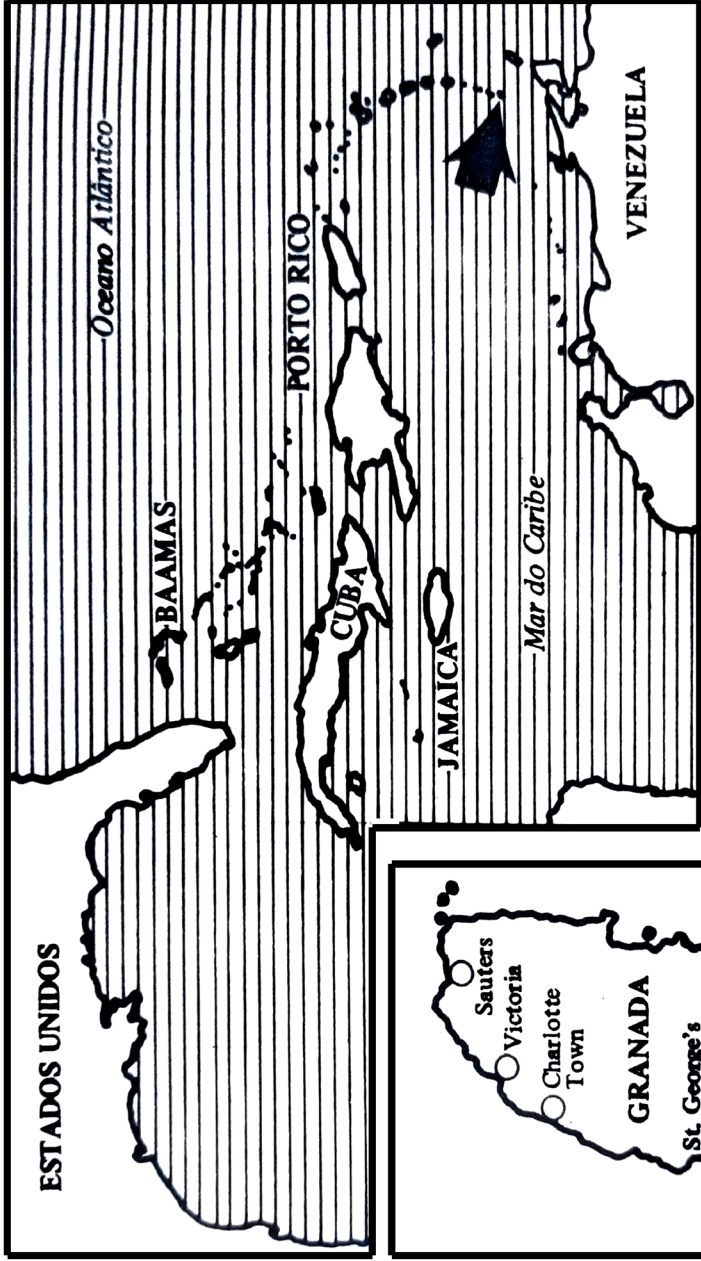 ESTADOS UNIDOS
Oceano Atlântico
BAAMAS
PORTO RICO
CUBA
JAMAICA
Mar do Caribe
VENEZUELA
Sauters
Victoria
Charlotte
Town
GRANADA
St. George's